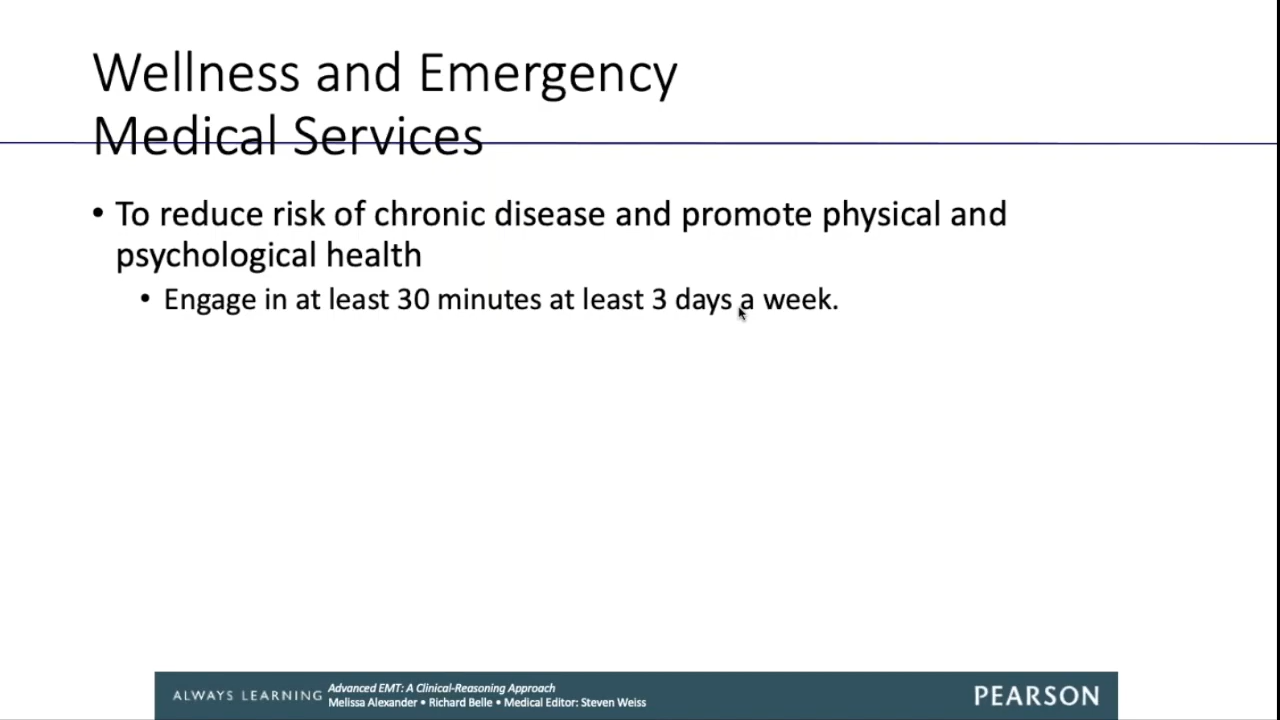 Wellness and Emergency
Medical Services
• To reduce risk of chronic disease and promote physical and
psychological health
• Engage in at least 30 minutes at least 3 days a week.
ALWAYS LEARNING
Advanced EMT: A Clinical-Reasoning Approach
Melissa Alexander • Richard Belle • Medical Editor: Steven Weiss
PEARSON